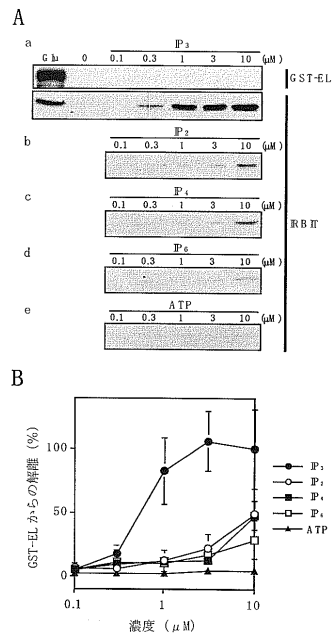 A
a
IP3
Glu 0 0.1 0.3 1 3 10 (μM)
GST-EL
b
IP2
0.1 0.3 1 3 10 (μM)
c
IP4
0.1 0.3 1 3 10 (μM)
IRBIT
d
IP6
0.1 0.3 1 3 10 (μM)
e
ATP
0.1 0.3 1 3 10 (μM)
B
GST-ELからの解離 (%)
100
50
0
0.1 1 10
濃度 (μM)
IP3
IP2
IP4
IP6
ATP